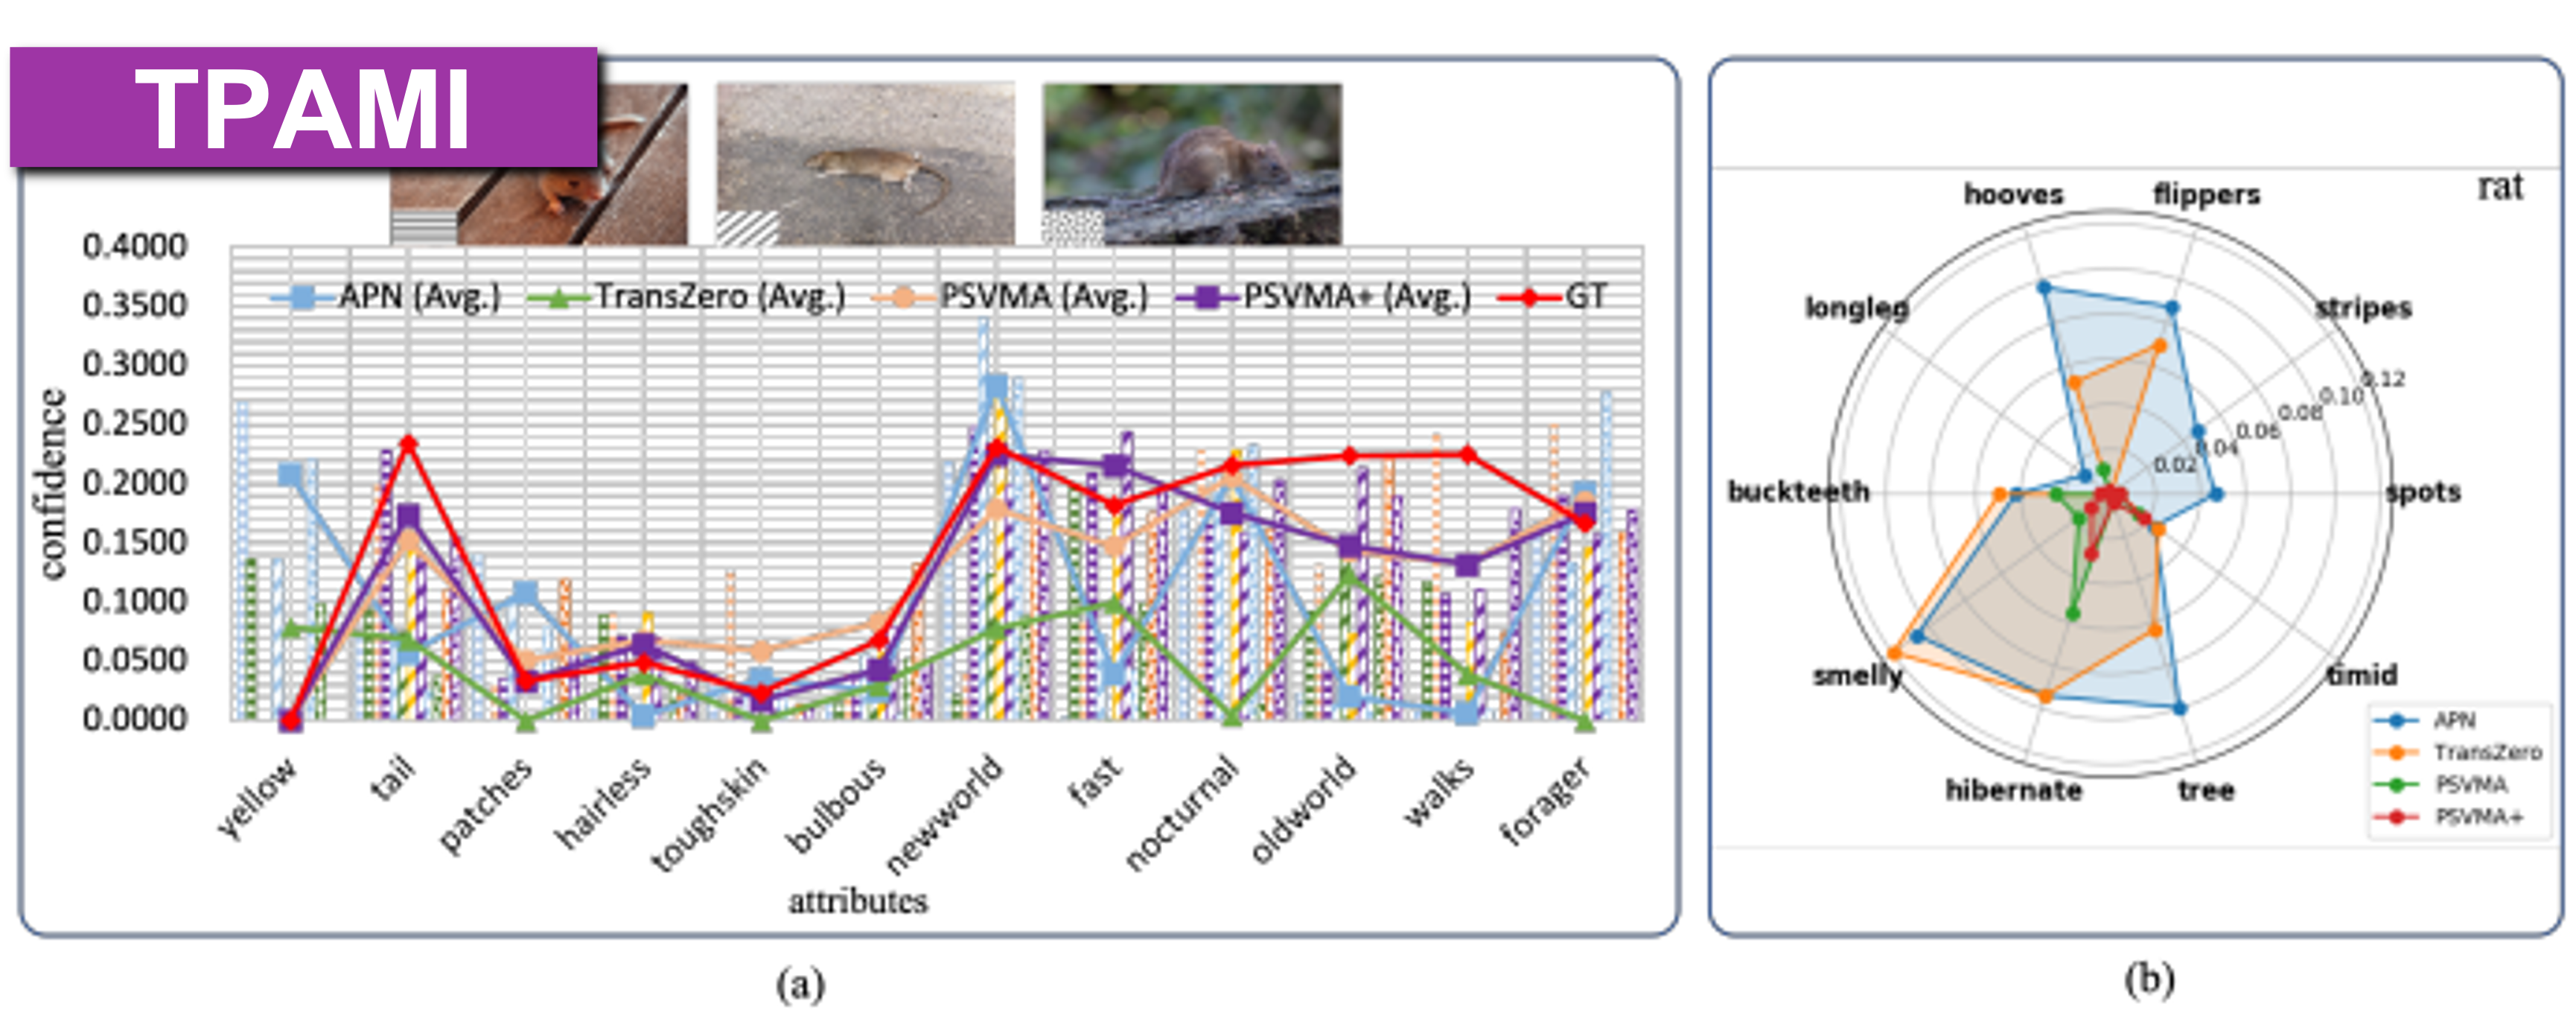 TPAMI
0.4000
0.3500
0.3000
0.2500
0.2000
0.1500
0.1000
0.0500
0.0000
confidence
APN (Avg.) TransZero (Avg.) PSVMA (Avg.) PSVMA+ (Avg.) GT
yellow tail patches hairless toughskin bulbous newworld fast nocturnal oldworld walks forager
attributes
(a)
rat
hooves flippers
longleg stripes
0.12
0.10
0.08
0.06
0.04
0.02
buckteeth spots
smelly timid
hibernate tree
APN
TransZero
PSVMA
PSVMA+
(b)